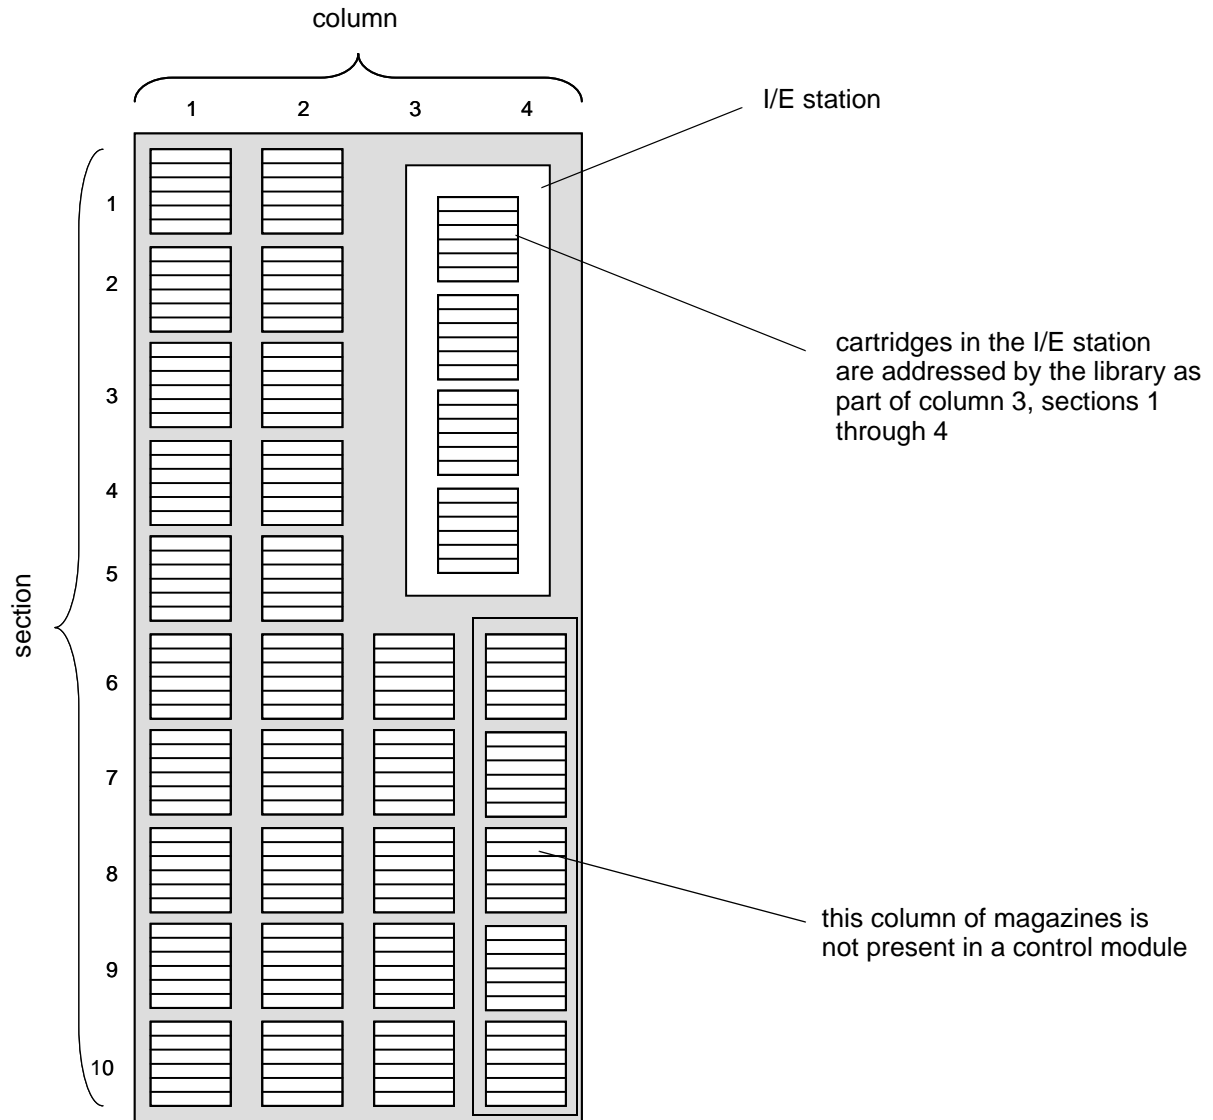 column
1 2 3 4
I/E station
1
2
cartridges in the I/E station
are addressed by the library as
part of column 3, sections 1
through 4
3
4
5
section
6
7
8
this column of magazines is
not present in a control module
9
10